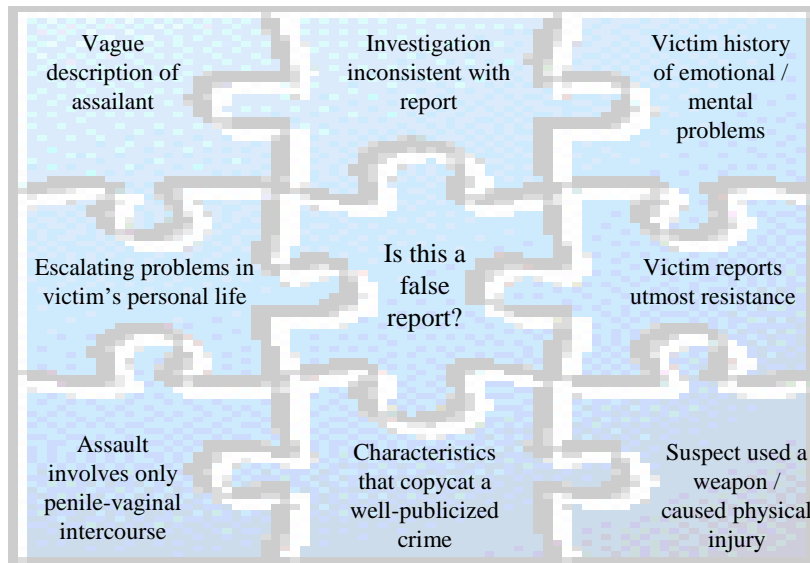 Vague
description of
assailant
Investigation
inconsistent with
report
Victim history
of emotional /
mental
problems
Escalating problems in
victim's personal life
Is this a
false
report?
Victim reports
utmost resistance
Assault
involves only
penile-vaginal
intercourse
Characteristics
that copycat a
well-publicized
crime
Suspect used a
weapon /
caused physical
injury